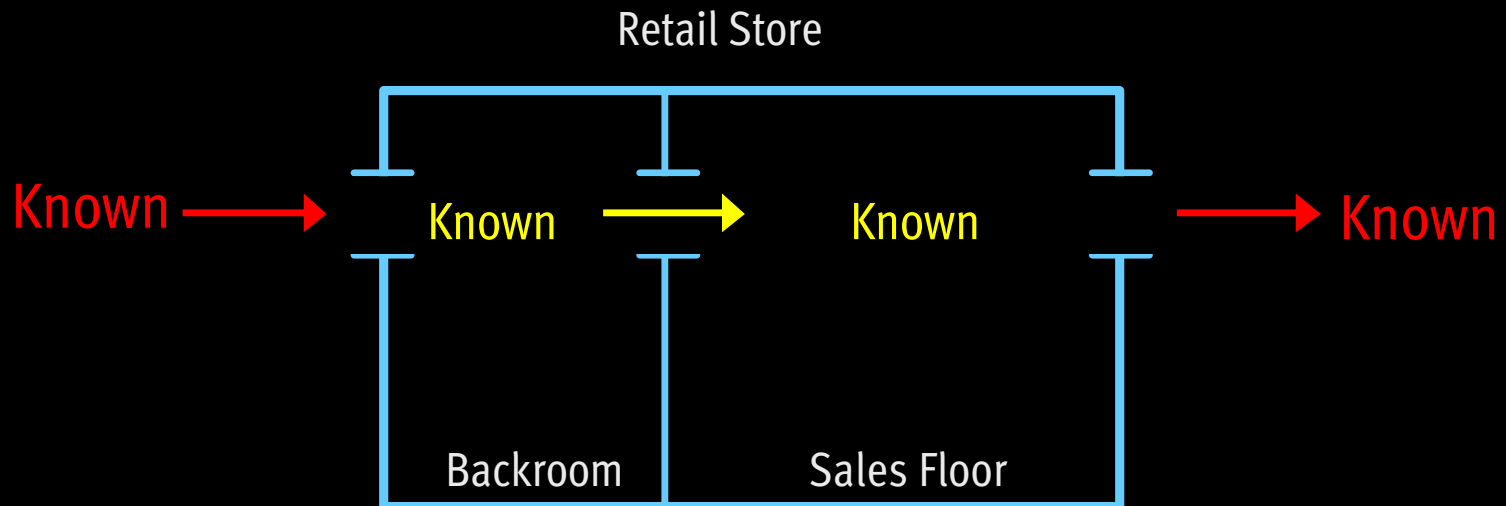 Retail Store
Known
Known
Known
Known
Backroom
Sales Floor